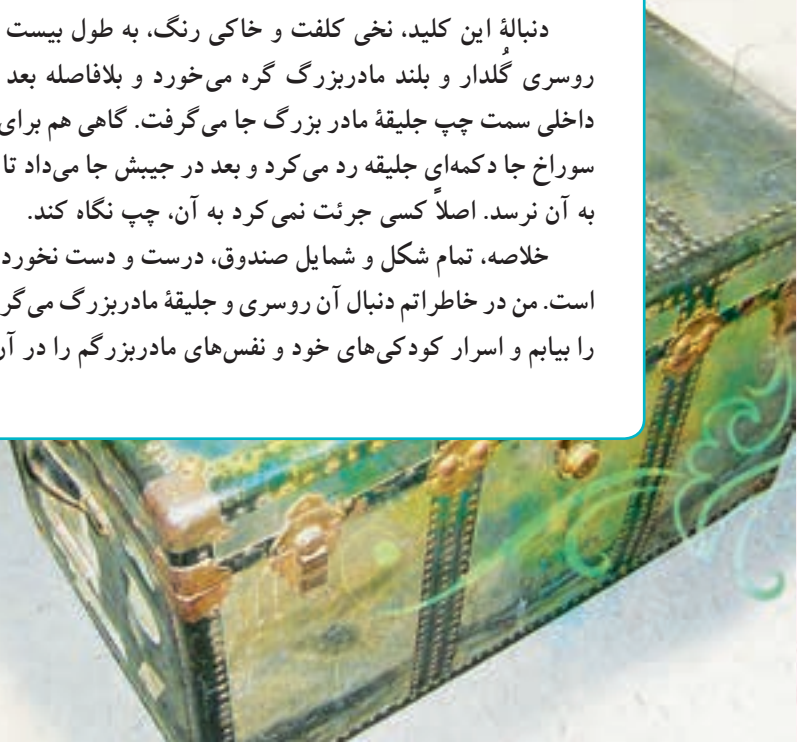 دنبالهٔ این کلید، نخی کلفت و خاکی رنگ، به طول بیست
روسری گُلدار و بلند مادربزرگ گره می‌خورد و بلافاصله بعد
داخلی سمت چپ جلیقهٔ مادر بزرگ جا می‌گرفت. گاهی هم برای
سوراخ جا دکمه‌ای جلیقه رد می‌کرد و بعد در جیبش جا می‌داد تا
به آن نرسد. اصلاً کسی جرئت نمی‌کرد به آن، چپ نگاه کند.
خلاصه، تمام شکل و شمایل صندوق، درست و دست نخورد
است. من در خاطراتم دنبال آن روسری و جلیقهٔ مادربزرگ می‌گر
را بیابم و اسرار کودکی‌های خود و نفس‌های مادربزرگم را در آن